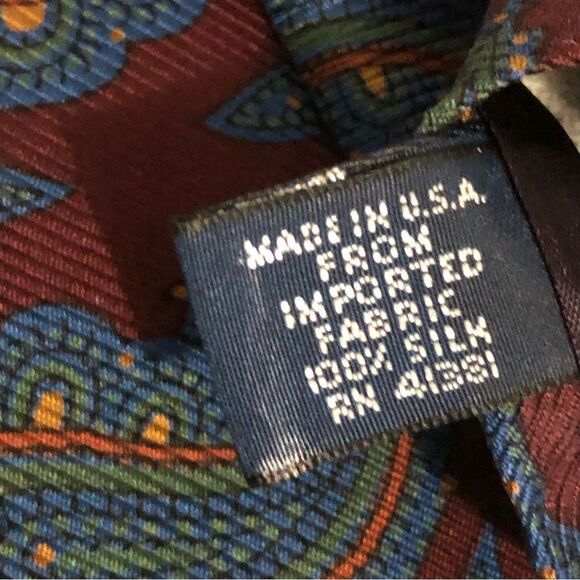 MADE IN U.S.A.
FROM
IMPORTED
FABRIC
100% SILK
RN 41381